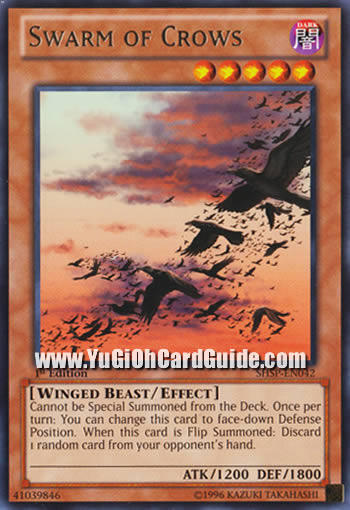 SWARM OF CROWS
DARK
闇
www.YuGiOhCardGuide.com
1st Edition
SHSP-EN042
[WINGED BEAST/EFFECT]
Cannot be Special Summoned from the Deck. Once per
turn: You can change this card to face-down Defense
Position. When this card is Flip Summoned: Discard
1 random card from your opponent's hand.
ATK/1200 DEF/1800
41039846
©1996 KAZUKI TAKAHASHI